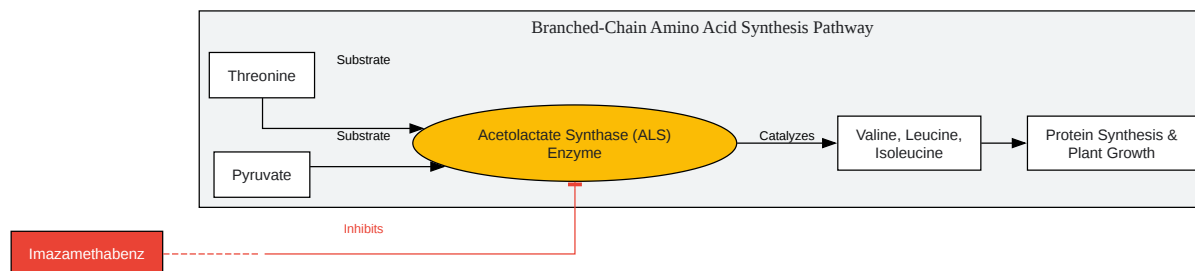 Branched-Chain Amino Acid Synthesis Pathway
Threonine
Substrate
Substrate
Pyruvate
Acetolactate Synthase (ALS)
Enzyme
Catalyzes
Valine, Leucine,
Isoleucine
Protein Synthesis &
Plant Growth
Inhibits
Imazamethabenz